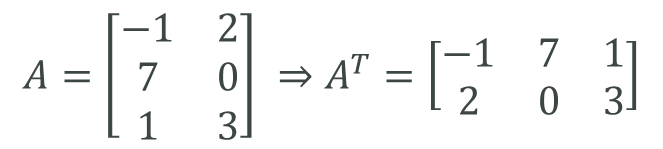 A = [−1 2; 7 0; 1 3] ⇒ Aᵀ = [−1 7 1; 2 0 3]